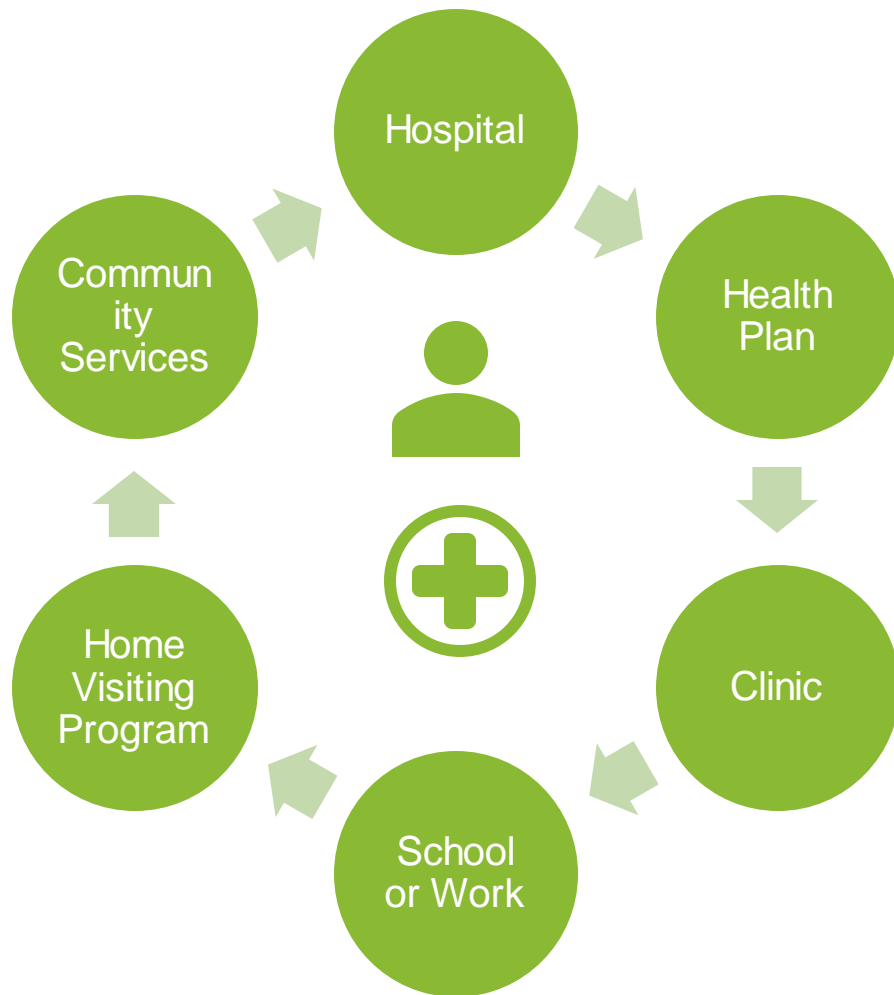 Hospital
Health
Plan
Clinic
School
or Work
Home
Visiting
Program
Commun
ity
Services